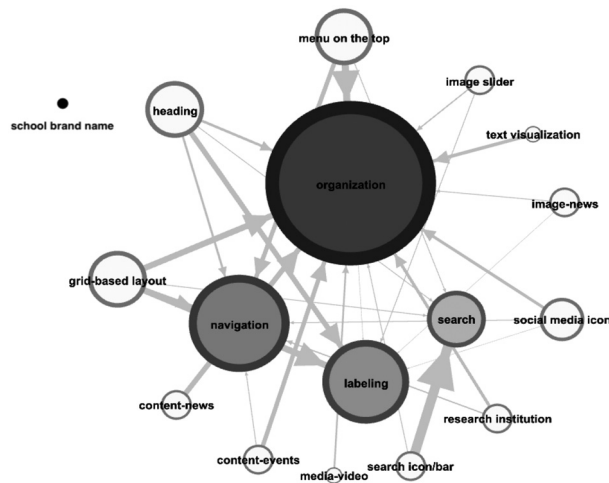 menu on the top
image slider
school brand name
heading
text visualization
organization
image-news
grid-based layout
navigation
search
social media icon
labeling
content-news
research institution
content-events
media-video
search icon/bar